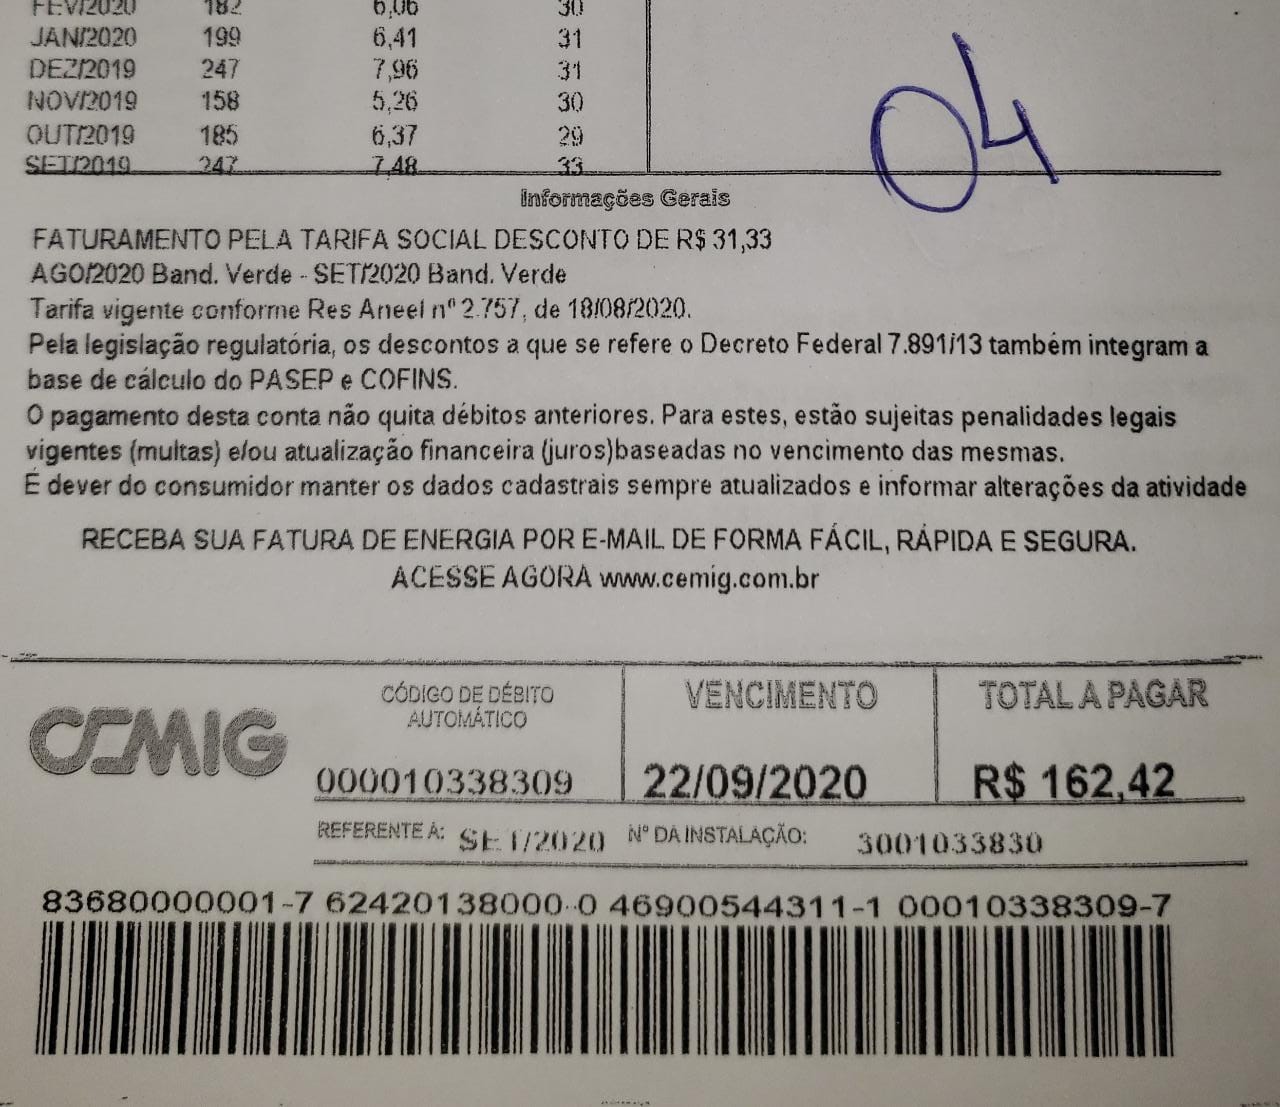 FEV/2020 182 6,06 30
JAN/2020 199 6,41 31
DEZ/2019 247 7,96 31
NOV/2019 158 5,26 30
OUT/2019 185 6,37 29
SET/2019 247 7,48 33
04
Informações Gerais
FATURAMENTO PELA TARIFA SOCIAL DESCONTO DE R$ 31,33
AGO/2020 Band. Verde - SET/2020 Band. Verde
Tarifa vigente conforme Res Aneel nº 2.757, de 18/08/2020.
Pela legislação regulatória, os descontos a que se refere o Decreto Federal 7.891/13 também integram a
base de cálculo do PASEP e COFINS.
O pagamento desta conta não quita débitos anteriores. Para estes, estão sujeitas penalidades legais
vigentes (multas) e/ou atualização financeira (juros)baseadas no vencimento das mesmas.
É dever do consumidor manter os dados cadastrais sempre atualizados e informar alterações da atividade
RECEBA SUA FATURA DE ENERGIA POR E-MAIL DE FORMA FÁCIL, RÁPIDA E SEGURA.
ACESSE AGORA www.cemig.com.br
CEMIG
CÓDIGO DE DÉBITO
AUTOMÁTICO
000010338309
VENCIMENTO
22/09/2020
TOTAL A PAGAR
R$ 162,42
REFERENTE A: SET/2020 Nº DA INSTALAÇÃO: 3001033830
83680000001-7 62420138000-0 46900544311-1 00010338309-7